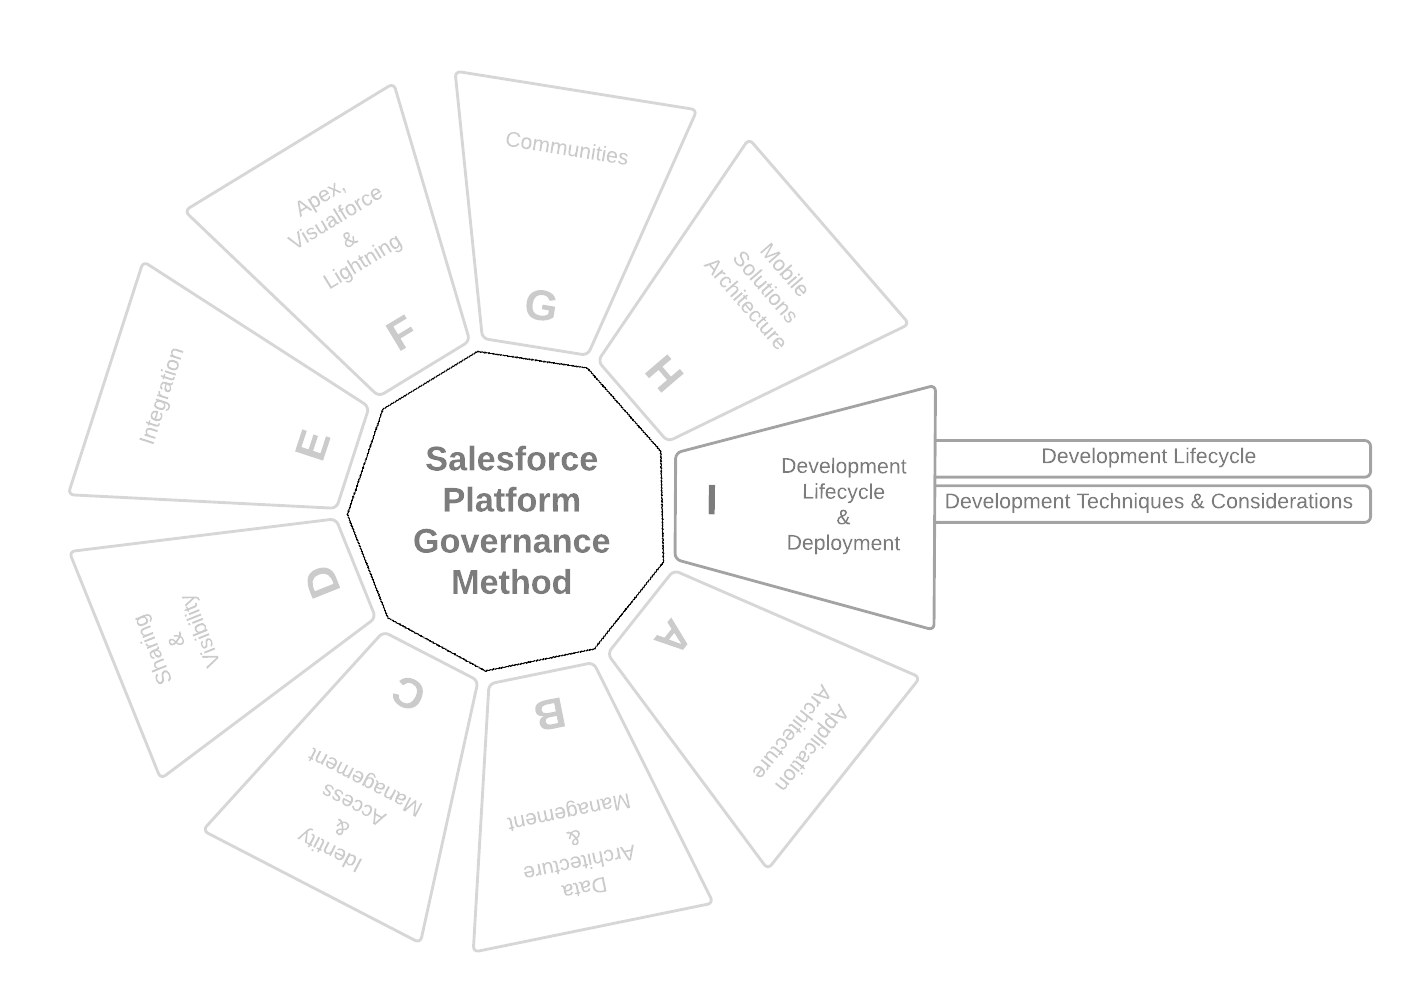 Salesforce
Platform
Governance
Method
A
Application
Architecture
B
Data
Architecture
&
Management
C
Identity
&
Access
Management
D
Sharing
&
Visibility
E
Integration
F
Apex,
Visualforce
&
Lightning
G
Communities
H
Mobile
Solutions
Architecture
I
Development
Lifecycle
&
Deployment
Development Lifecycle
Development Techniques & Considerations